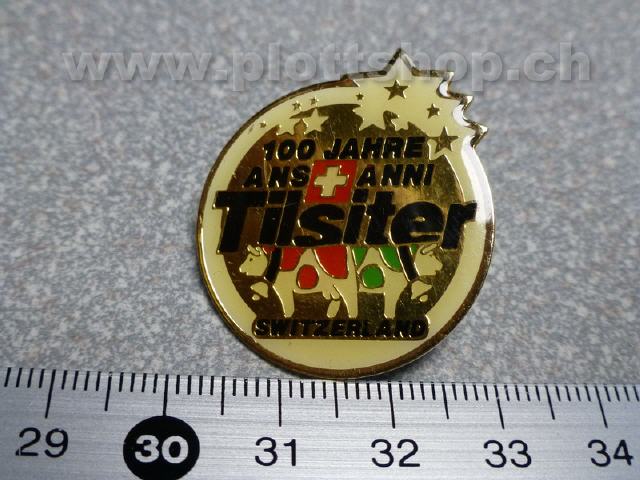 www.plottshop.ch
100 JAHRE
ANS ANNI
Tilsiter
SWITZERLAND
29 30 31 32 33 34